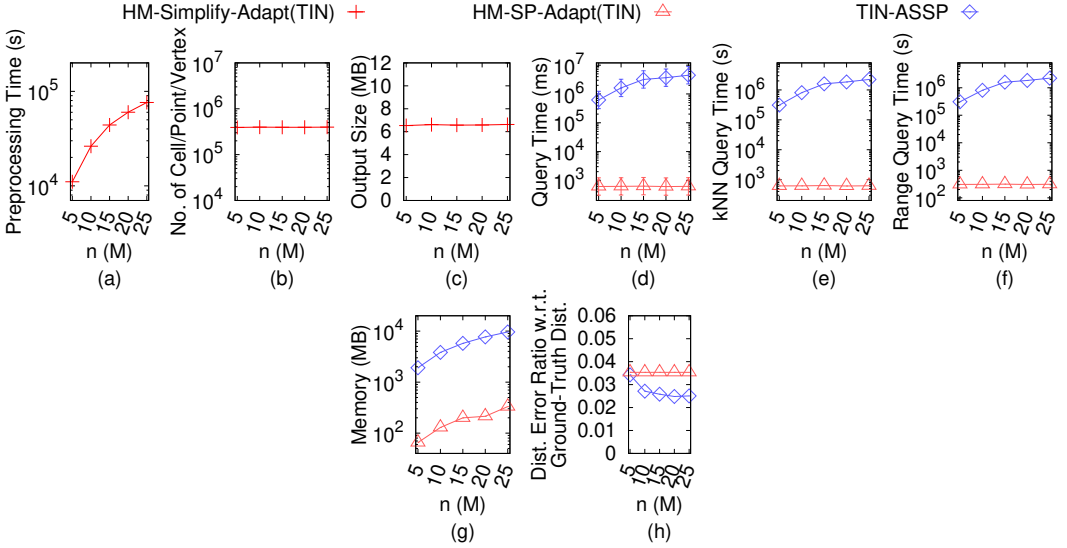 HM-Simplify-Adapt(TIN) HM-SP-Adapt(TIN) TIN-ASSP
Preprocessing Time (s)
10^5
10^4
5 10 15 20 25
n (M)
(a)
No. of Cell/Point/Vertex
10^7
10^6
10^5
10^4
5 10 15 20 25
n (M)
(b)
Output Size (MB)
12
10
8
6
4
2
0
5 10 15 20 25
n (M)
(c)
Query Time (ms)
10^7
10^6
10^5
10^4
10^3
5 10 15 20 25
n (M)
(d)
kNN Query Time (s)
10^6
10^5
10^4
10^3
5 10 15 20 25
n (M)
(e)
Range Query Time (s)
10^6
10^5
10^4
10^3
10^2
5 10 15 20 25
n (M)
(f)
Memory (MB)
10^4
10^3
10^2
5 10 15 20 25
n (M)
(g)
Dist. Error Ratio w.r.t.
Ground-Truth Dist.
0.06
0.05
0.04
0.03
0.02
0.01
0
5 10 15 20 25
n (M)
(h)